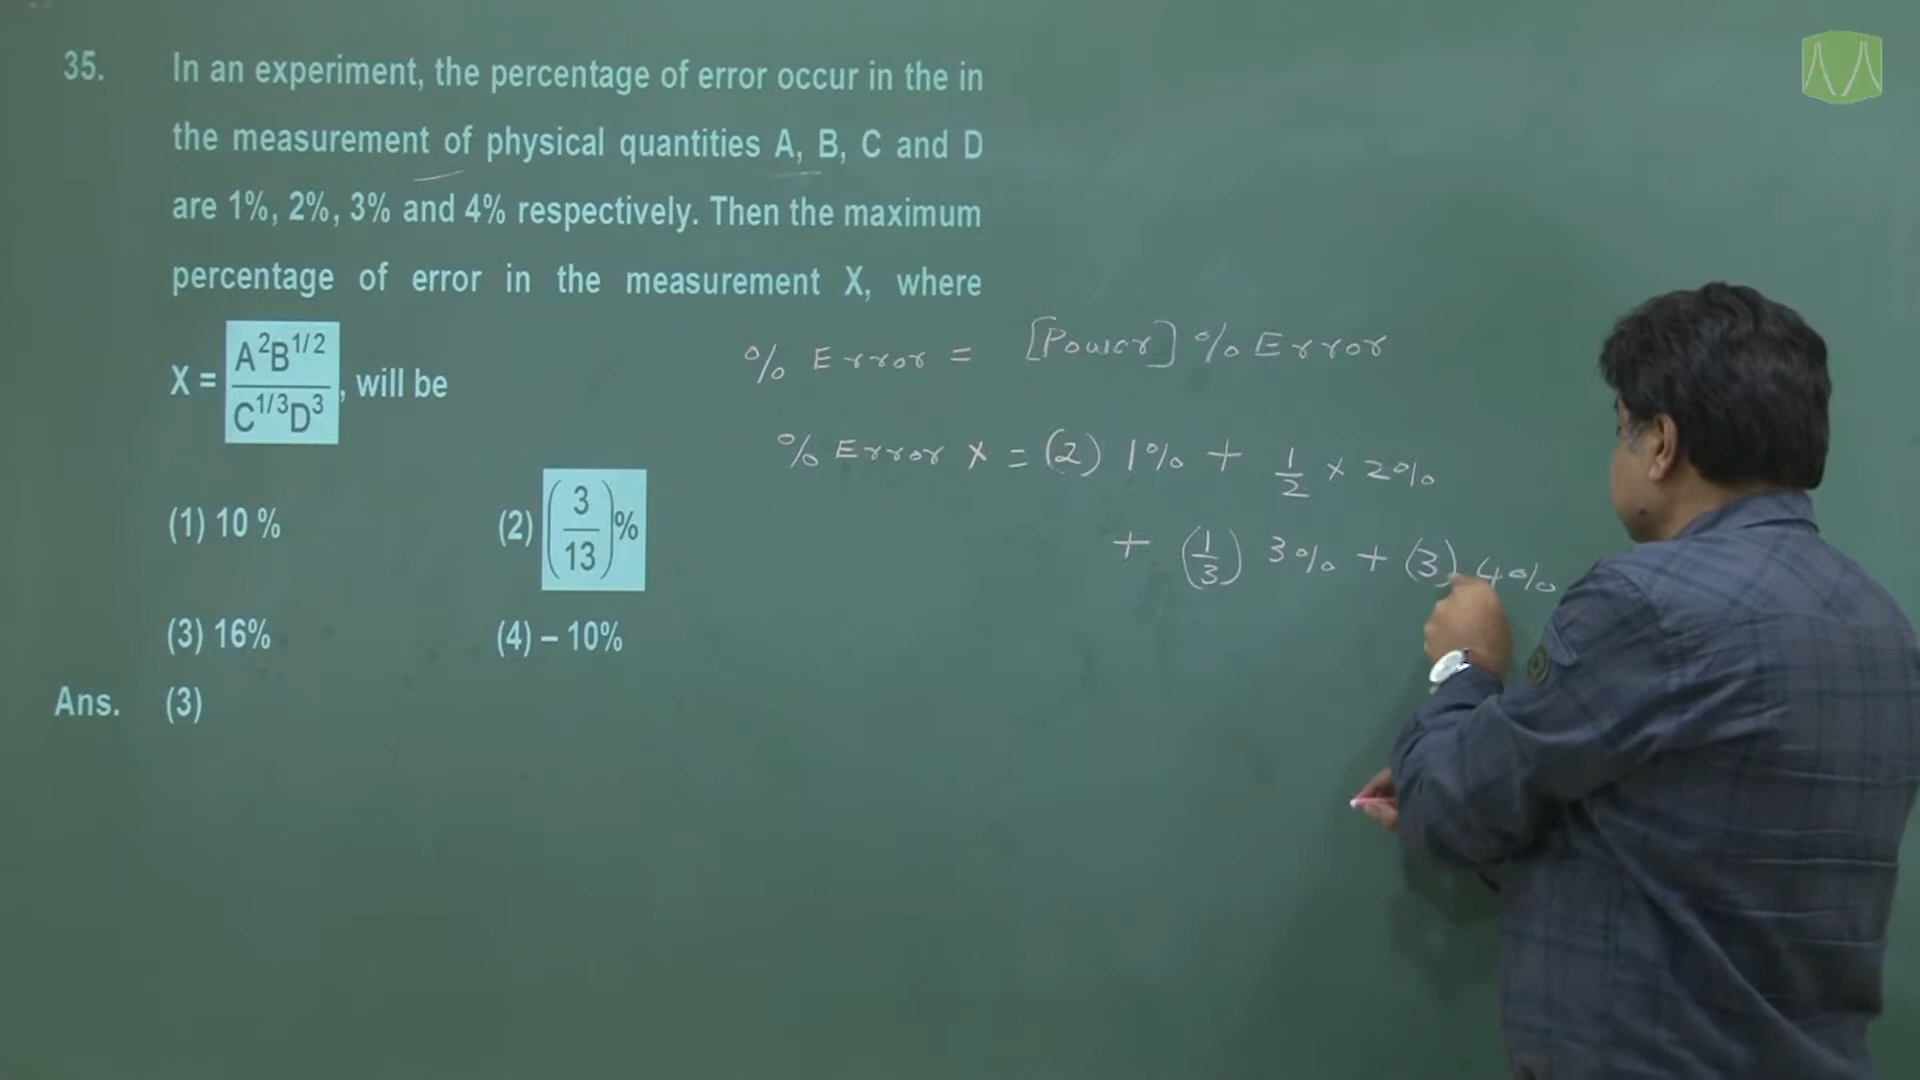 35. In an experiment, the percentage of error occur in the in
the measurement of physical quantities A, B, C and D
are 1%, 2%, 3% and 4% respectively. Then the maximum
percentage of error in the measurement X, where
X = A²B^1/2 / C^1/3D³, will be
(1) 10 % (2) (3/13)%
(3) 16% (4) – 10%
Ans. (3)
% Error = [Power] % Error
% Error X = (2) 1% + 1/2 × 2%
+ (1/3) 3% + (3) 4%